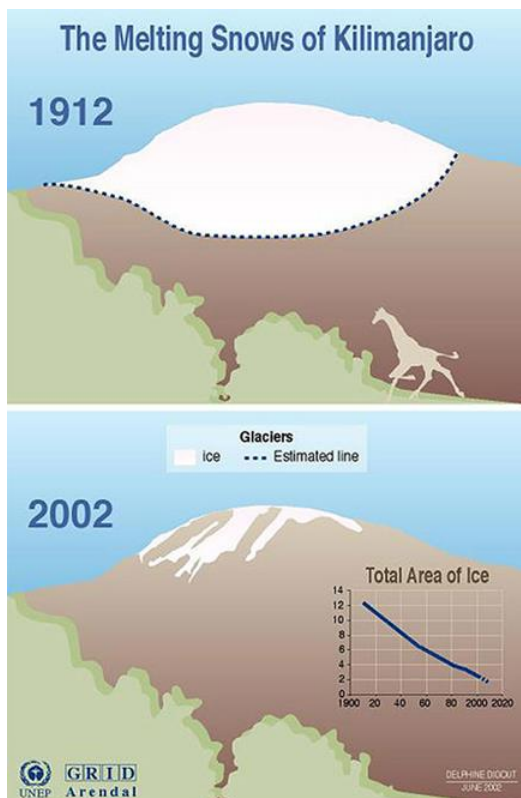 The Melting Snows of Kilimanjaro
1912
Glaciers
ice Estimated line
2002
Total Area of Ice
14
12
10
8
6
4
2
0
1900 20 40 60 80 2000 2020
UNEP
GRID
Arendal
DELPHINE DIGOUT
JUNE 2002